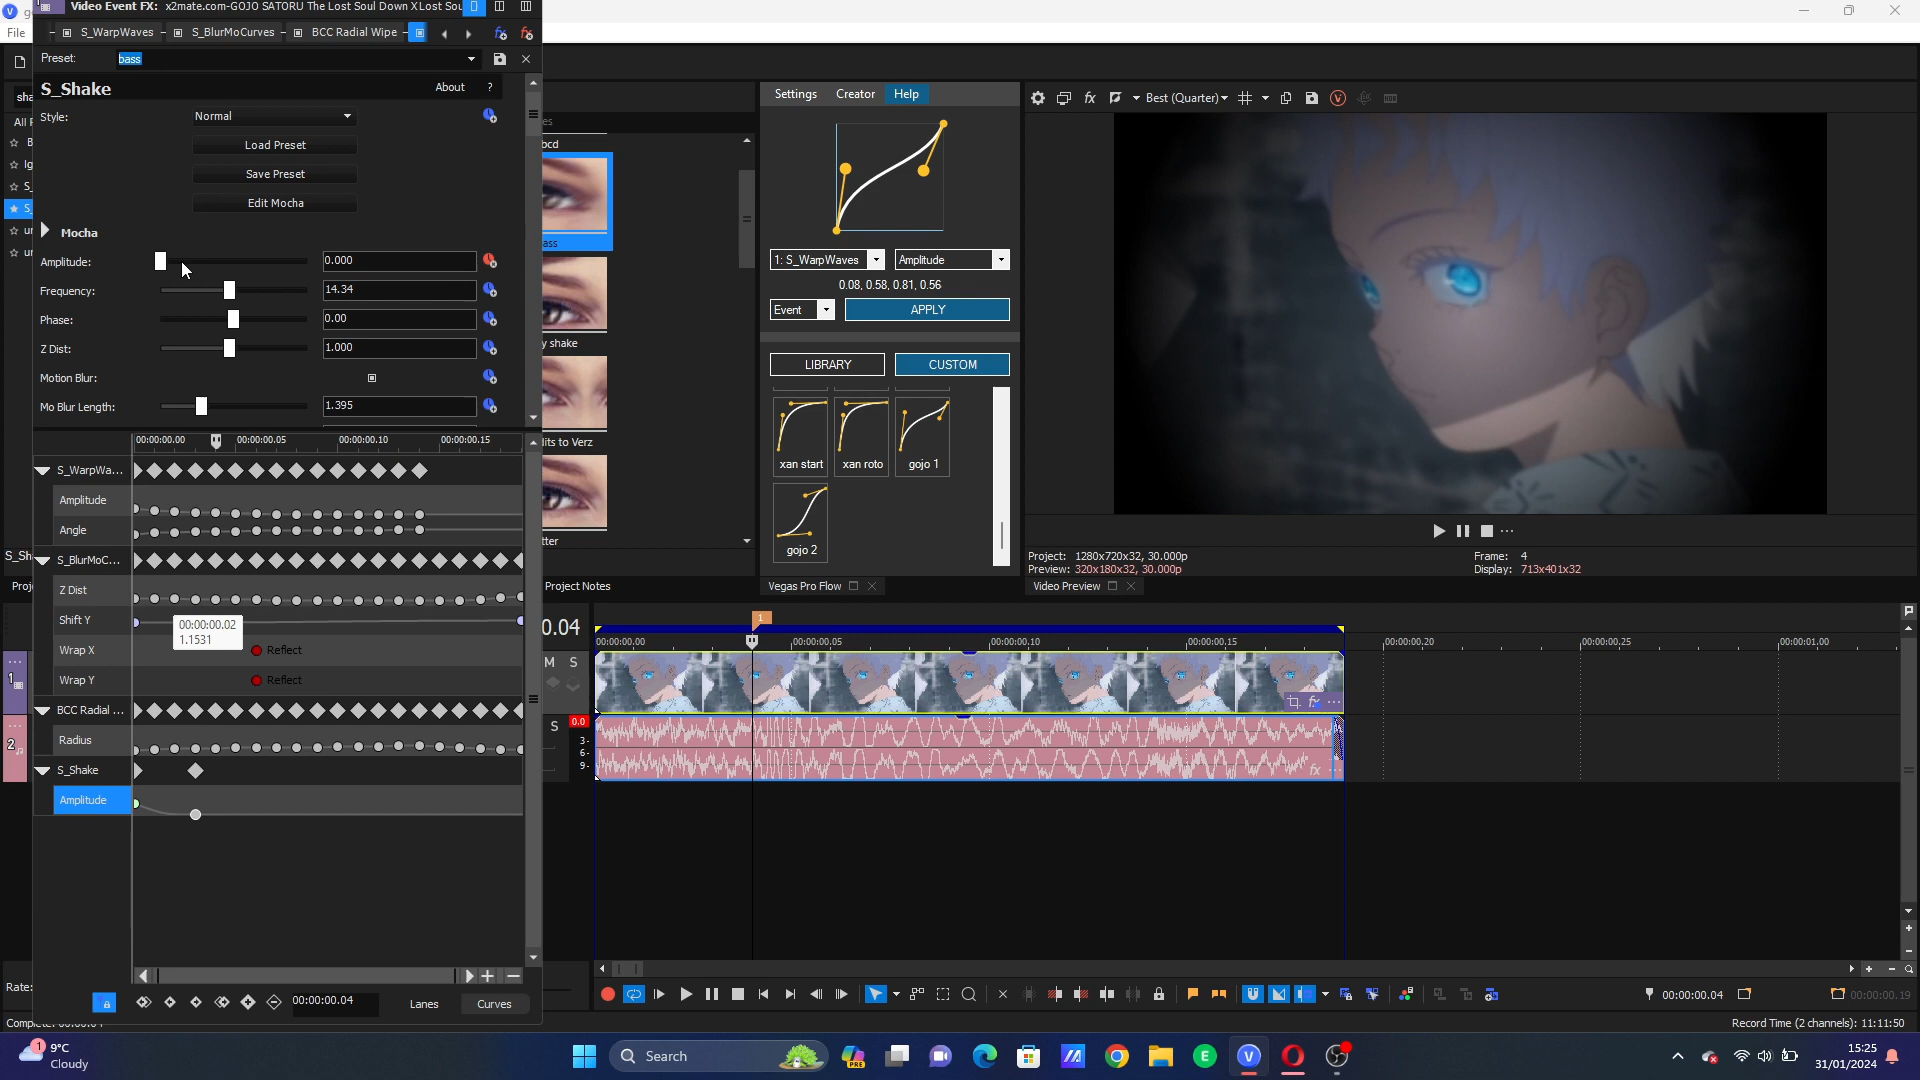 Video Event FX: x2mate.com-GOJO SATORU The Lost Soul Down X Lost Sou
File
S_WarpWaves
S_BlurMoCurves
BCC Radial Wipe
Preset: bass
S_Shake
About ?
Style: Normal
Load Preset
Save Preset
Edit Mocha
Mocha
Amplitude: 0.000
Frequency: 14.34
Phase: 0.00
Z Dist: 1.000
Motion Blur:
Mo Blur Length: 1.395
00:00:00.00 00:00:00.05 00:00:00.10 00:00:00.15
S_WarpWa...
Amplitude
Angle
S_BlurMoC...
Z Dist
Shift Y
00:00:00.02
1.1531
Wrap X Reflect
Wrap Y Reflect
BCC Radial ...
Radius
S_Shake
Amplitude
00:00:00.04
Lanes Curves
Rate:
Project Notes
Settings Creator Help
1: S_WarpWaves Amplitude
0.08, 0.58, 0.81, 0.56
Event APPLY
LIBRARY CUSTOM
xan start xan roto gojo 1
gojo 2
Vegas Pro Flow
Best (Quarter)
Project: 1280x720x32, 30.000p
Preview: 320x180x32, 30.000p
Frame: 4
Display: 713x401x32
Video Preview
1
00:00:00.00 00:00:00.05 00:00:00.10 00:00:00.15 00:00:00.20 00:00:00.25 00:00:01.00
M S
1
S 0.0
3-
6-
9-
2
fx
00:00:00.04 00:00:00.19
Record Time (2 channels): 11:11:50
1
9°C
Cloudy
Search
15:25
31/01/2024